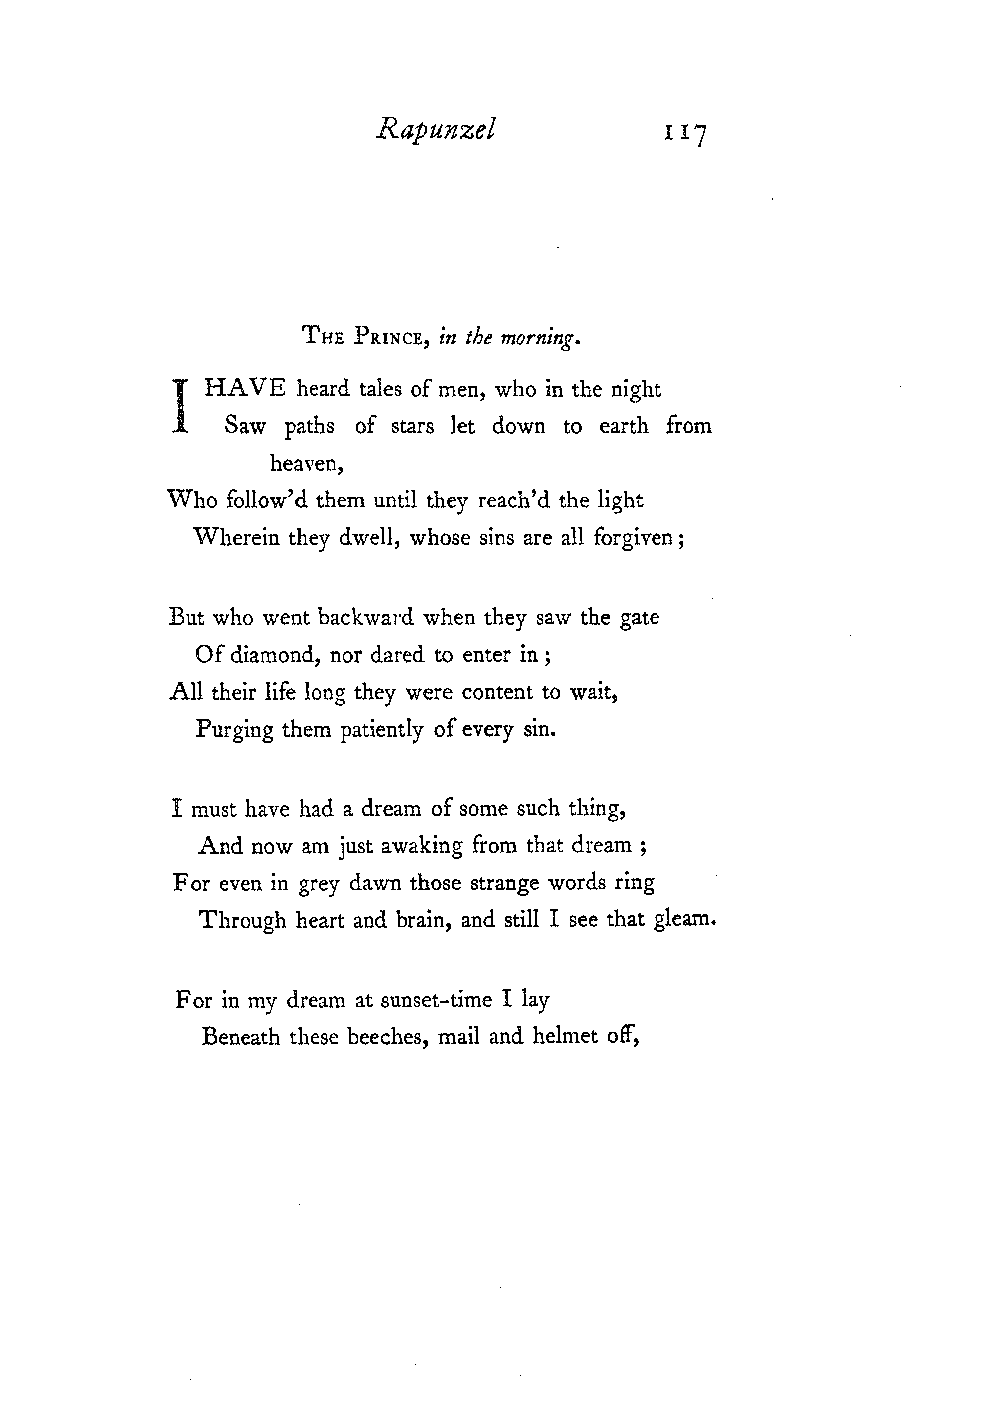 Rapunzel 117
THE PRINCE, in the morning.
I HAVE heard tales of men, who in the night
Saw paths of stars let down to earth from
heaven,
Who follow'd them until they reach'd the light
Wherein they dwell, whose sins are all forgiven ;
But who went backward when they saw the gate
Of diamond, nor dared to enter in ;
All their life long they were content to wait,
Purging them patiently of every sin.
I must have had a dream of some such thing,
And now am just awaking from that dream ;
For even in grey dawn those strange words ring
Through heart and brain, and still I see that gleam.
For in my dream at sunset-time I lay
Beneath these beeches, mail and helmet off,